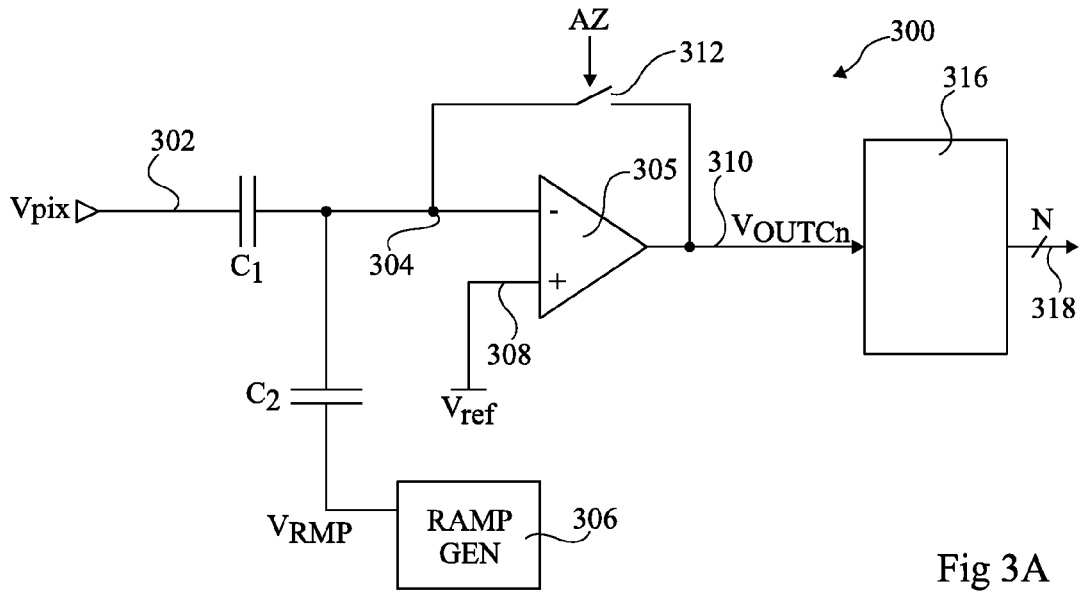 AZ
312
300
316
302
305
310
Vpix
-
VOUTCn
N
304
C1
+
318
308
C2
Vref
VRMP
RAMP
GEN
306
Fig 3A